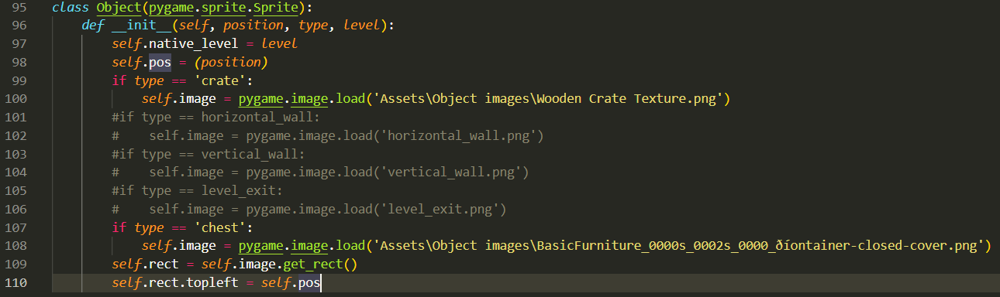 95 class Object(pygame.sprite.Sprite):
96     def __init__(self, position, type, level):
97         self.native_level = level
98         self.pos = (position)
99         if type == 'crate':
100             self.image = pygame.image.load('Assets\Object images\Wooden Crate Texture.png')
101         #if type == horizontal_wall:
102         #    self.image = pygame.image.load('horizontal_wall.png')
103         #if type == vertical_wall:
104         #    self.image = pygame.image.load('vertical_wall.png')
105         #if type == level_exit:
106         #    self.image = pygame.image.load('level_exit.png')
107         if type == 'chest':
108             self.image = pygame.image.load('Assets\Object images\BasicFurniture_0000s_0002s_0000_ðíontainer-closed-cover.png')
109         self.rect = self.image.get_rect()
110         self.rect.topleft = self.pos